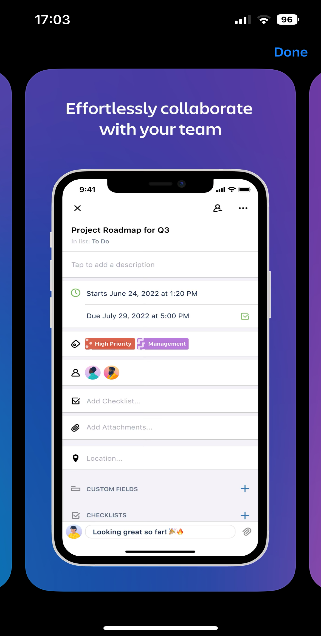 17:03
96
Done
Effortlessly collaborate
with your team
9:41
Project Roadmap for Q3
in list To Do
Tap to add a description
Starts June 24, 2022 at 1:20 PM
Due July 29, 2022 at 5:00 PM
High Priority
Management
Add Checklist...
Add Attachments...
Location...
CUSTOM FIELDS
CHECKLISTS
Looking great so far! 🎉🔥